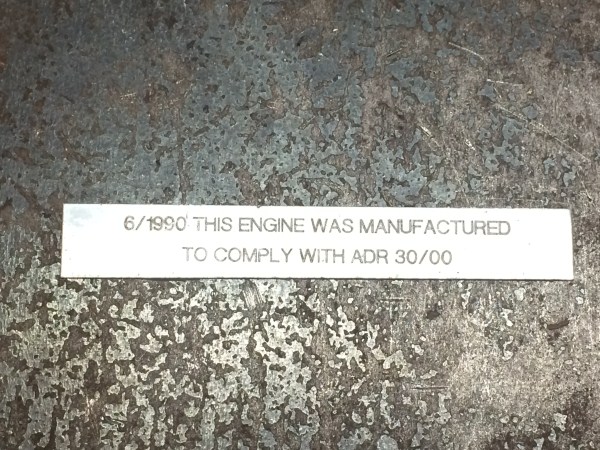 6/1990 THIS ENGINE WAS MANUFACTURED
TO COMPLY WITH ADR 30/00